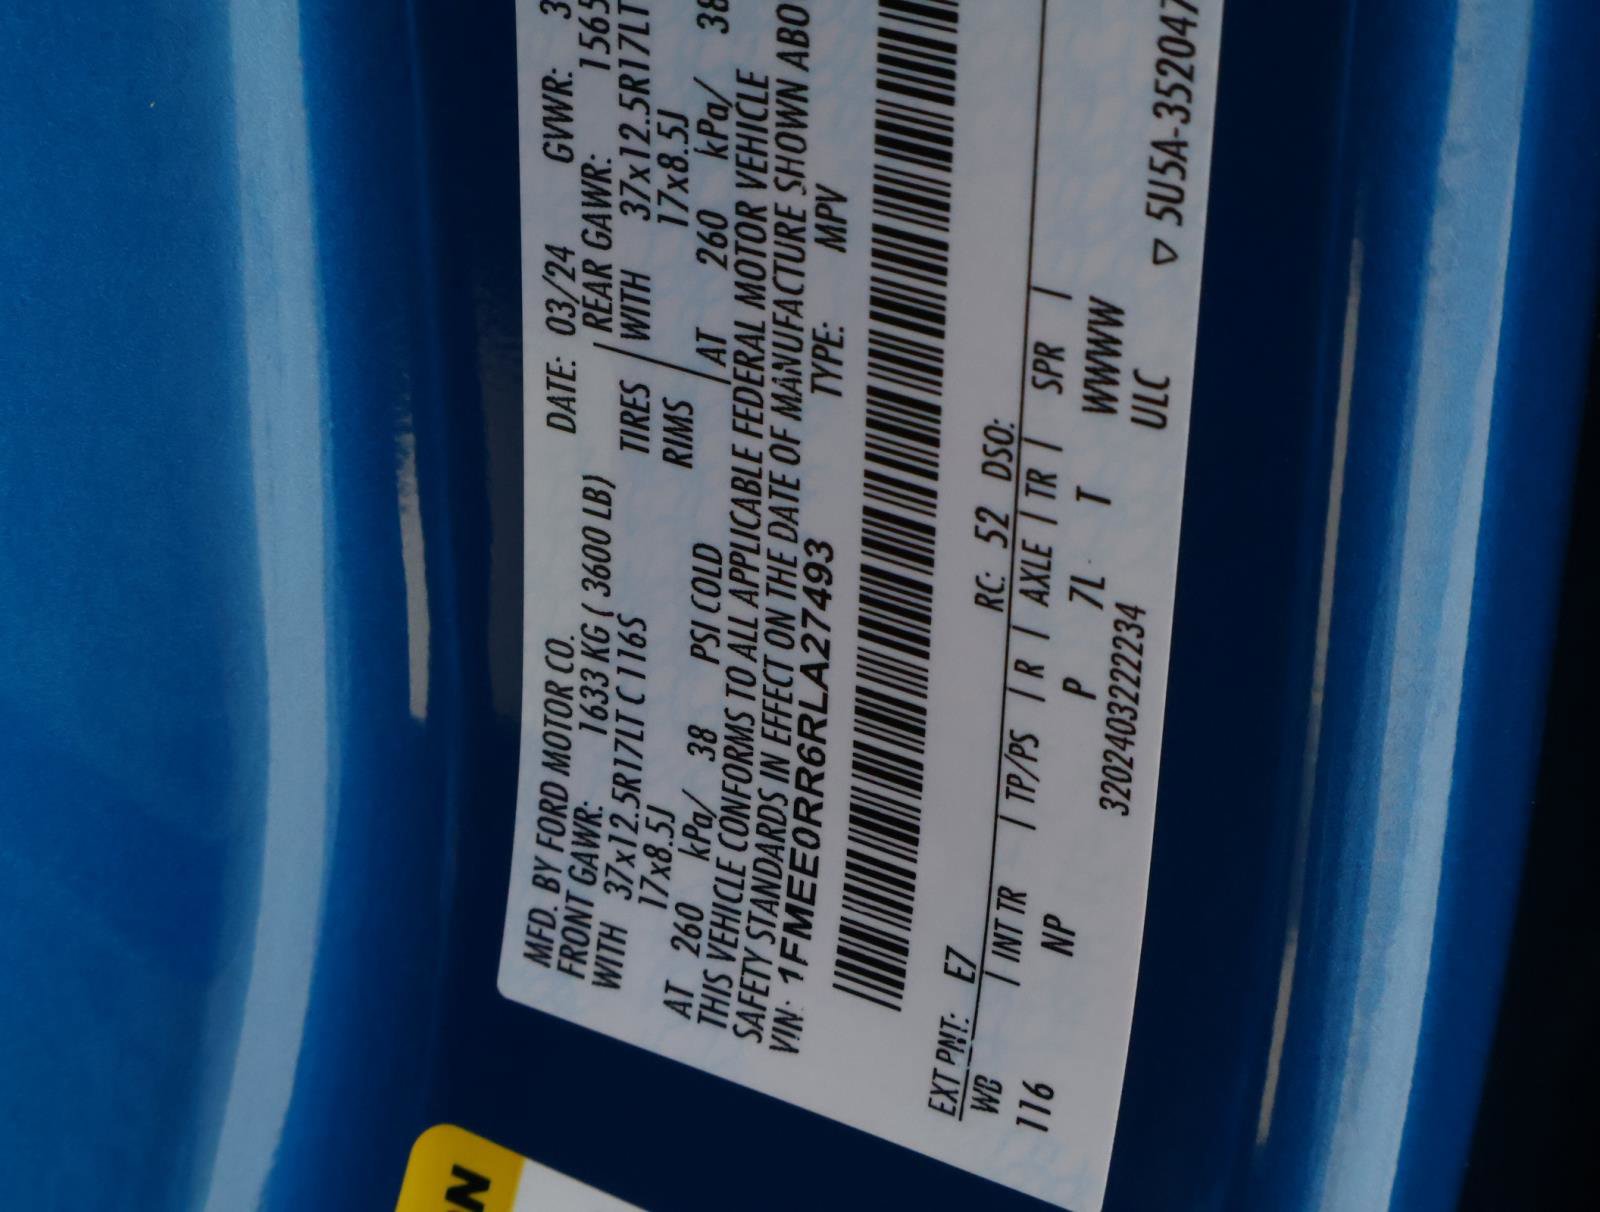 MFD. BY FORD MOTOR CO. DATE: 03/24 GVWR: 3
FRONT GAWR: 1633 KG ( 3600 LB) REAR GAWR: 1565
WITH 37x12.5R17LT C 116S TIRES WITH 37x12.5R17LT
17x8.5J RIMS 17x8.5J
AT 260 kPa/ 38 PSI COLD AT 260 kPa/ 38
THIS VEHICLE CONFORMS TO ALL APPLICABLE FEDERAL MOTOR VEHICLE
SAFETY STANDARDS IN EFFECT ON THE DATE OF MANUFACTURE SHOWN ABO
VIN: 1FMEE0RR6RLA27493 TYPE: MPV
EXT PNT: E7 RC: 52 DSO:
WB | INT TR | TP/PS | R | AXLE | TR | SPR |
116 NP P 7L T WWWW
3202403222234 ULC
▽ 5U5A-3520472
ON